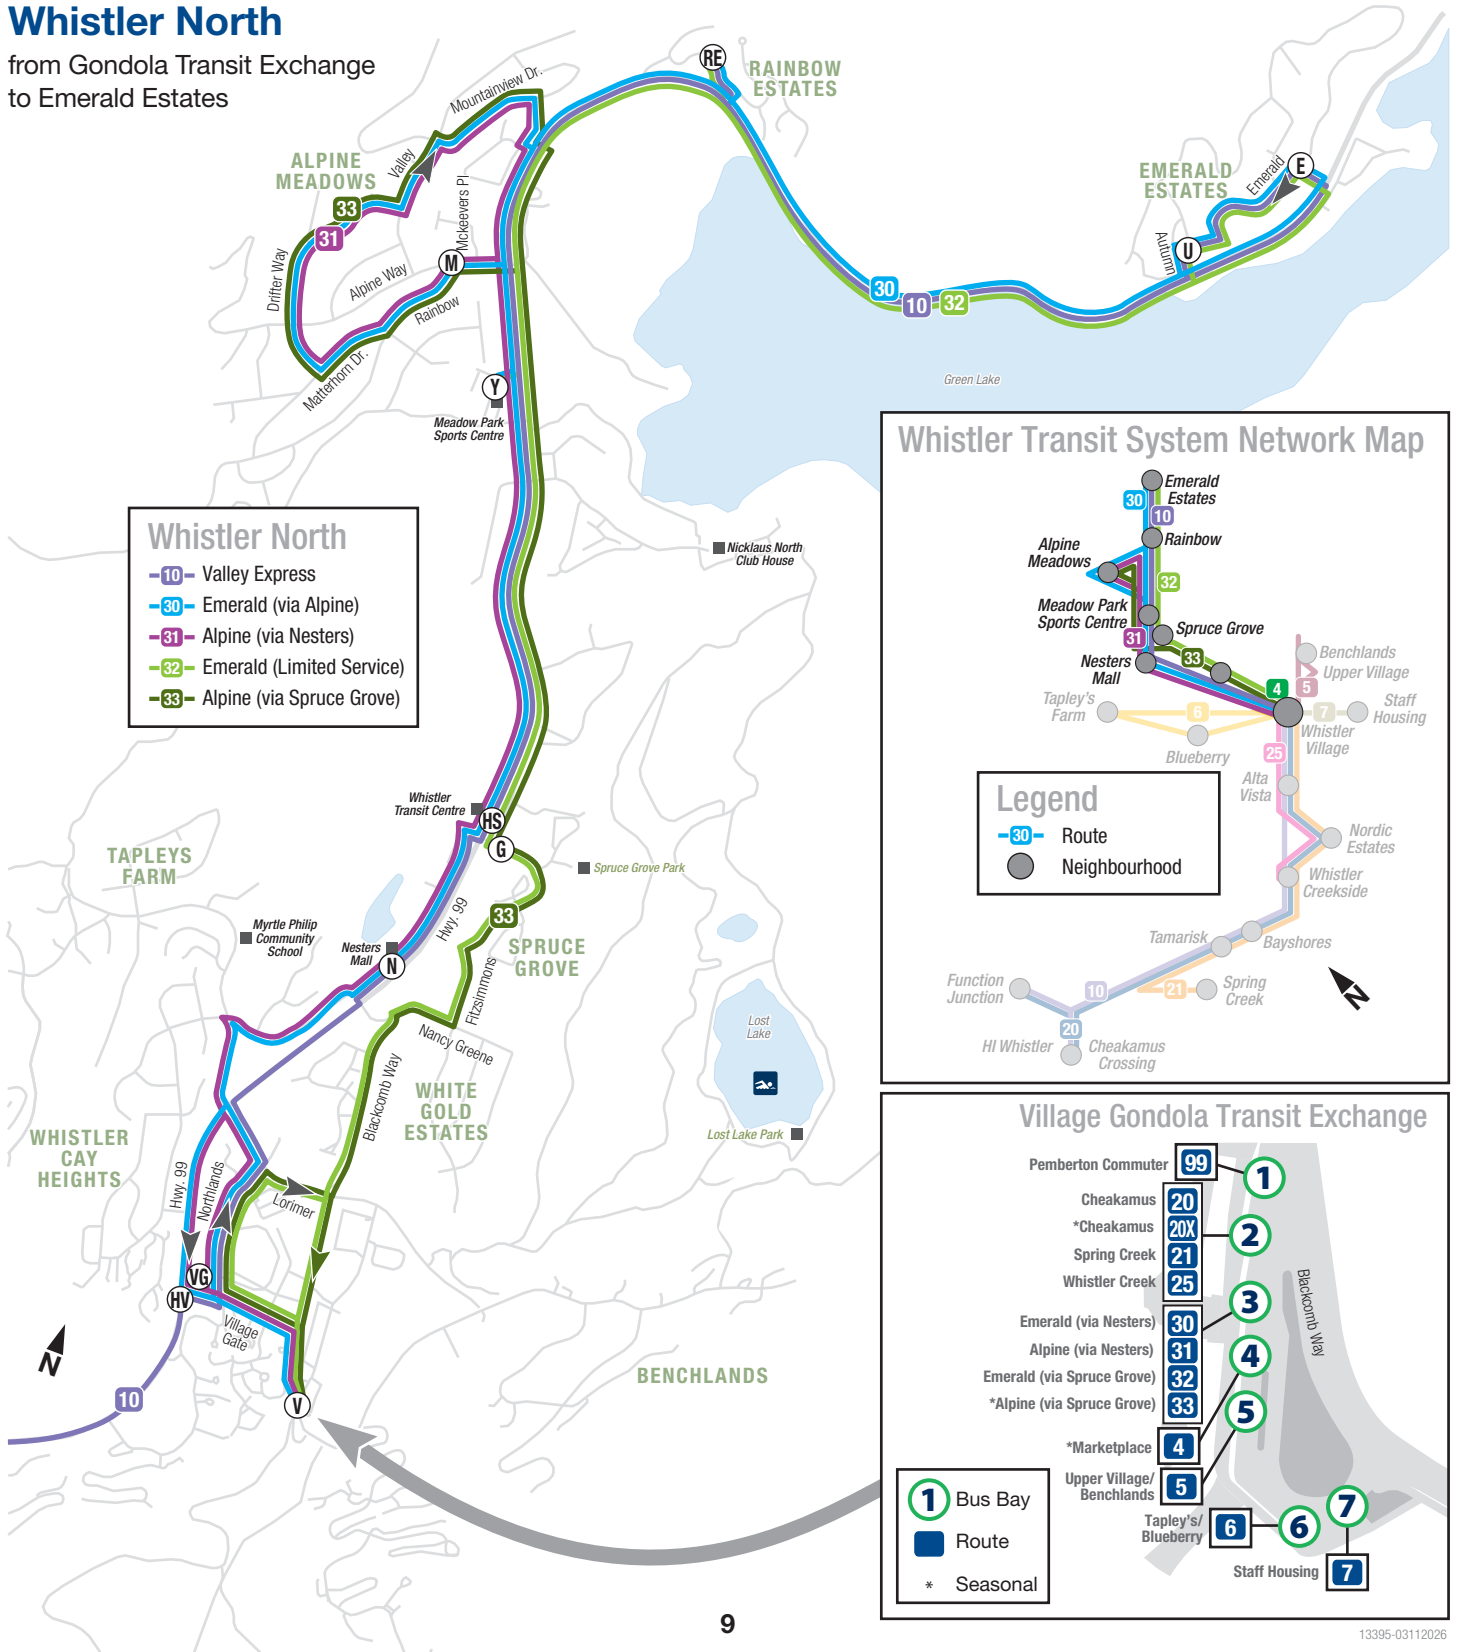 Whistler North
from Gondola Transit Exchange
to Emerald Estates
RE
RAINBOW
ESTATES
Mountainview Dr.
ALPINE
MEADOWS
Valley
33
31
Mckeevers Pl
M
Drifter Way
Alpine Way
Rainbow
Matterhorn Dr.
Y
Meadow Park
Sports Centre
EMERALD
ESTATES
Emerald
E
Autumn
U
30
10
32
Green Lake
Whistler North
10 Valley Express
30 Emerald (via Alpine)
31 Alpine (via Nesters)
32 Emerald (Limited Service)
33 Alpine (via Spruce Grove)
Nicklaus North
Club House
Whistler
Transit Centre
HS
G
Spruce Grove Park
TAPLEYS
FARM
Myrtle Philip
Community
School
Nesters
Mall
N
Hwy. 99
33
SPRUCE
GROVE
Fitzsimmons
Nancy Greene
Blackcomb Way
WHITE
GOLD
ESTATES
Lost
Lake
Lost Lake Park
WHISTLER
CAY
HEIGHTS
Hwy. 99
Northlands
Lorimer
VG
HV
Village
Gate
N
10
V
BENCHLANDS
Whistler Transit System Network Map
Emerald
Estates
30
10
Rainbow
Alpine
Meadows
32
Meadow Park
Sports Centre
Spruce Grove
31
33
Nesters
Mall
Benchlands
Upper Village
4
5
Tapley's
Farm
6
7
Staff
Housing
Whistler
Village
Blueberry
25
Alta
Vista
Legend
30 Route
Neighbourhood
Nordic
Estates
Whistler
Creekside
Tamarisk
Bayshores
Function
Junction
10
21
Spring
Creek
20
HI Whistler
Cheakamus
Crossing
N
Village Gondola Transit Exchange
Pemberton Commuter 99 1
Cheakamus 20
*Cheakamus 20X 2
Spring Creek 21
Whistler Creek 25
3
Emerald (via Nesters) 30
Alpine (via Nesters) 31 4
Emerald (via Spruce Grove) 32
*Alpine (via Spruce Grove) 33 5
Blackcomb Way
*Marketplace 4
Upper Village/
Benchlands 5
Tapley's/
Blueberry 6 6
7
Staff Housing 7
1 Bus Bay
Route
* Seasonal
9
13395-03112026